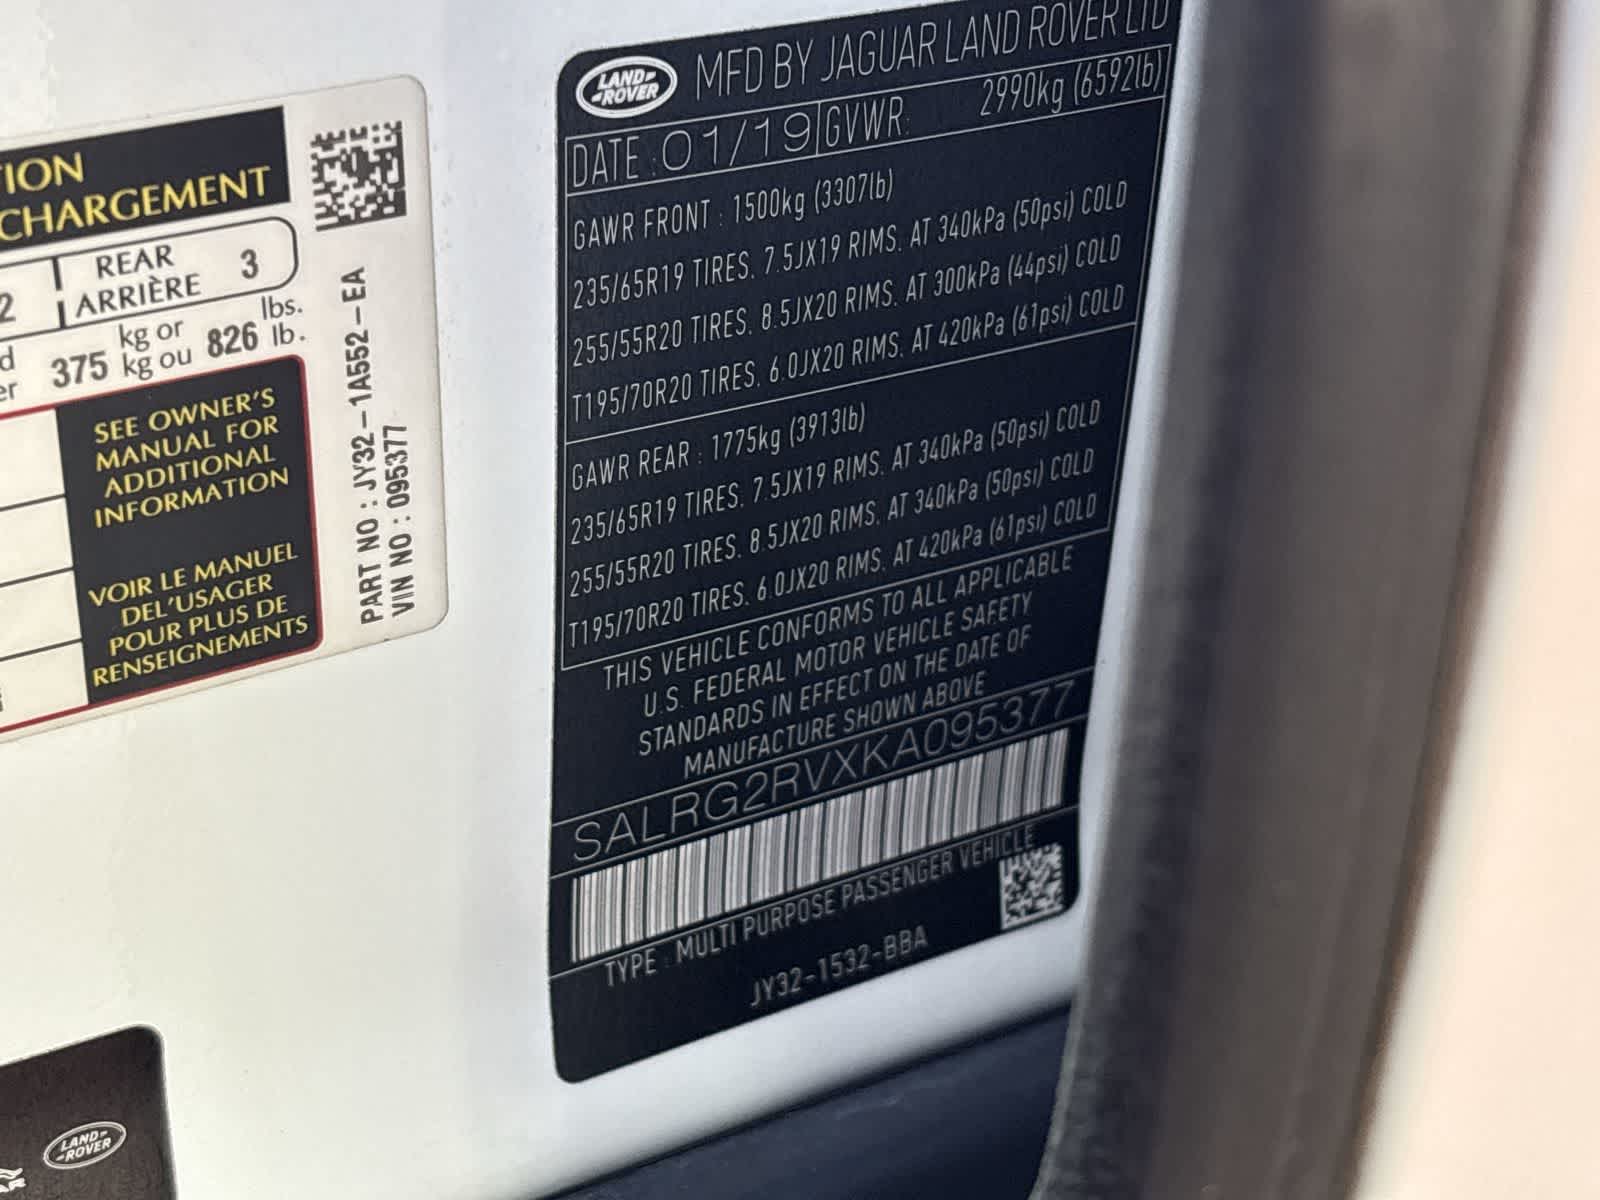 TION
CHARGEMENT
2
REAR
ARRIÈRE
3
kg or
lbs.
375
kg ou
826
lb.
SEE OWNER'S
MANUAL FOR
ADDITIONAL
INFORMATION
VOIR LE MANUEL
DEL'USAGER
POUR PLUS DE
RENSEIGNEMENTS
PART NO : JY32-1A552-EA
VIN NO : 095377
LAND-
-ROVER
MFD BY JAGUAR LAND ROVER LTD
DATE :01/19 GVWR: 2990kg (6592lb)
GAWR FRONT : 1500kg (3307lb)
235/65R19 TIRES. 7.5JX19 RIMS. AT 340kPa (50psi) COLD
255/55R20 TIRES. 8.5JX20 RIMS. AT 300kPa (44psi) COLD
T195/70R20 TIRES. 6.0JX20 RIMS. AT 420kPa (61psi) COLD
GAWR REAR : 1775kg (3913lb)
235/65R19 TIRES. 7.5JX19 RIMS. AT 340kPa (50psi) COLD
255/55R20 TIRES. 8.5JX20 RIMS. AT 340kPa (50psi) COLD
T195/70R20 TIRES. 6.0JX20 RIMS. AT 420kPa (61psi) COLD
THIS VEHICLE CONFORMS TO ALL APPLICABLE
U.S. FEDERAL MOTOR VEHICLE SAFETY
STANDARDS IN EFFECT ON THE DATE OF
MANUFACTURE SHOWN ABOVE
SALRG2RVXKA095377
TYPE : MULTI PURPOSE PASSENGER VEHICLE
JY32-1532-BBA
LAND-
-ROVER